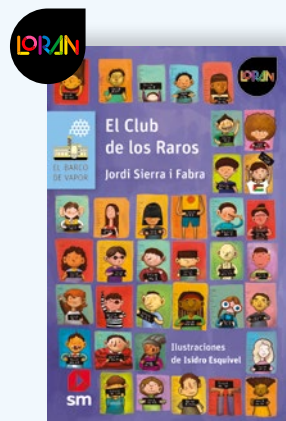 LORAN
LORAN
El Club
de los Raros
Jordi Sierra i Fabra
EL BARCO
DE VAPOR
Ilustraciones
de Isidro Esquivel
sm